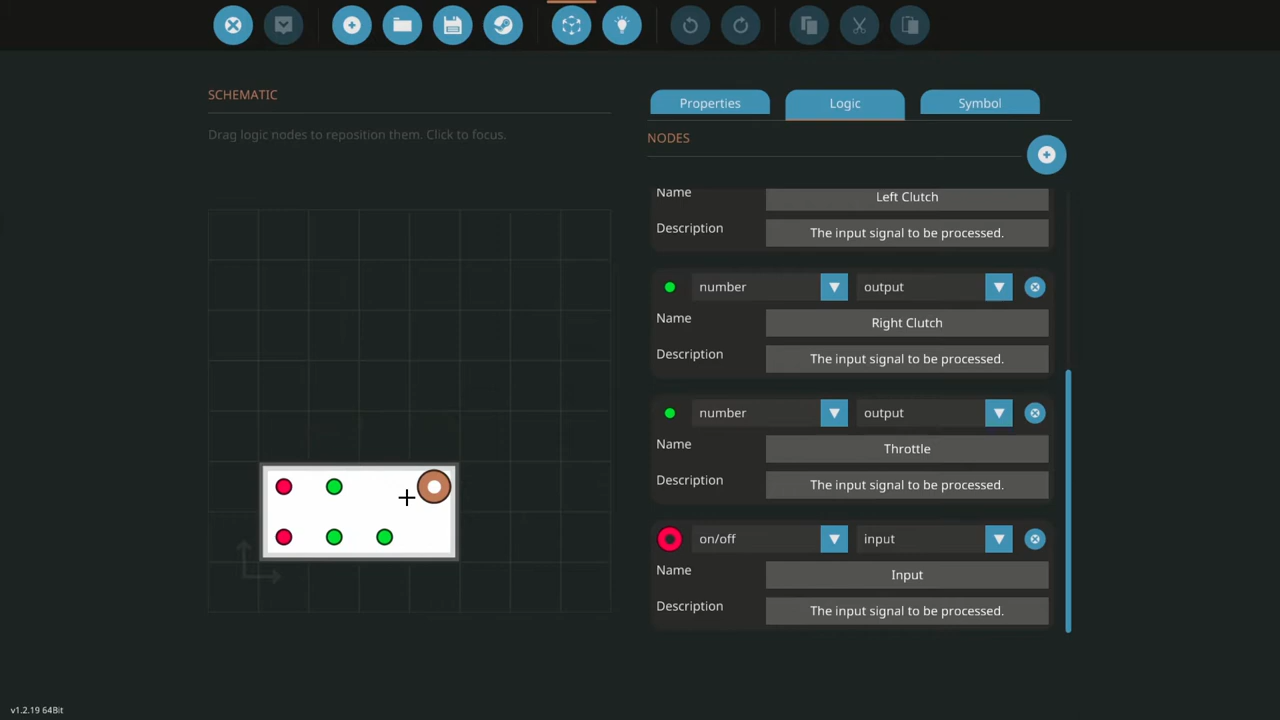 SCHEMATIC
Drag logic nodes to reposition them. Click to focus.
Properties
Logic
Symbol
NODES
Name
Left Clutch
Description
The input signal to be processed.
number
output
Name
Right Clutch
Description
The input signal to be processed.
number
output
Name
Throttle
Description
The input signal to be processed.
on/off
input
Name
Input
Description
The input signal to be processed.
v1.2.19 64Bit